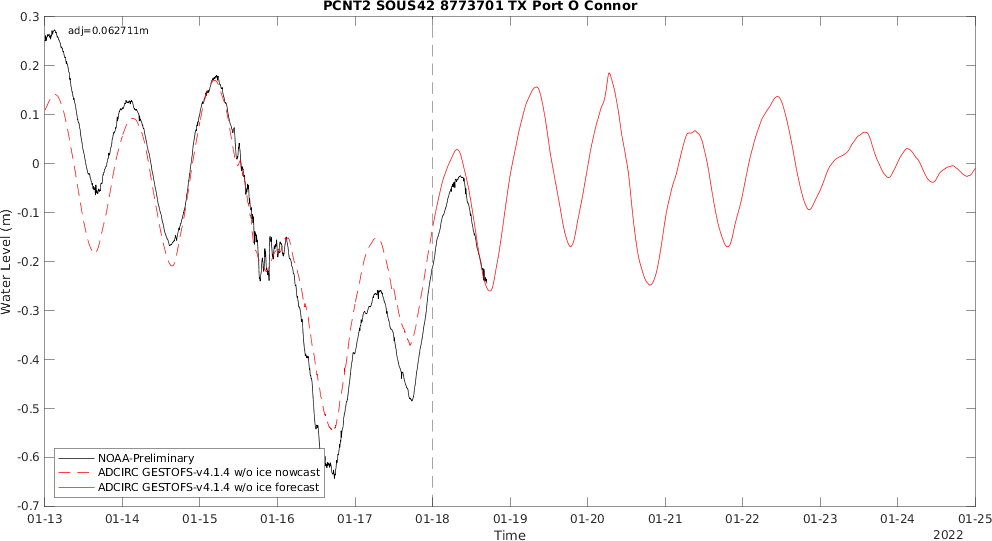 PCNT2 SOUS42 8773701 TX Port O Connor
adj=0.062711m
0.3
0.2
0.1
0
-0.1
-0.2
-0.3
-0.4
-0.5
-0.6
-0.7
Water Level (m)
NOAA-Preliminary
ADCIRC GESTOFS-v4.1.4 w/o ice nowcast
ADCIRC GESTOFS-v4.1.4 w/o ice forecast
01-13 01-14 01-15 01-16 01-17 01-18 01-19 01-20 01-21 01-22 01-23 01-24 01-25
Time
2022